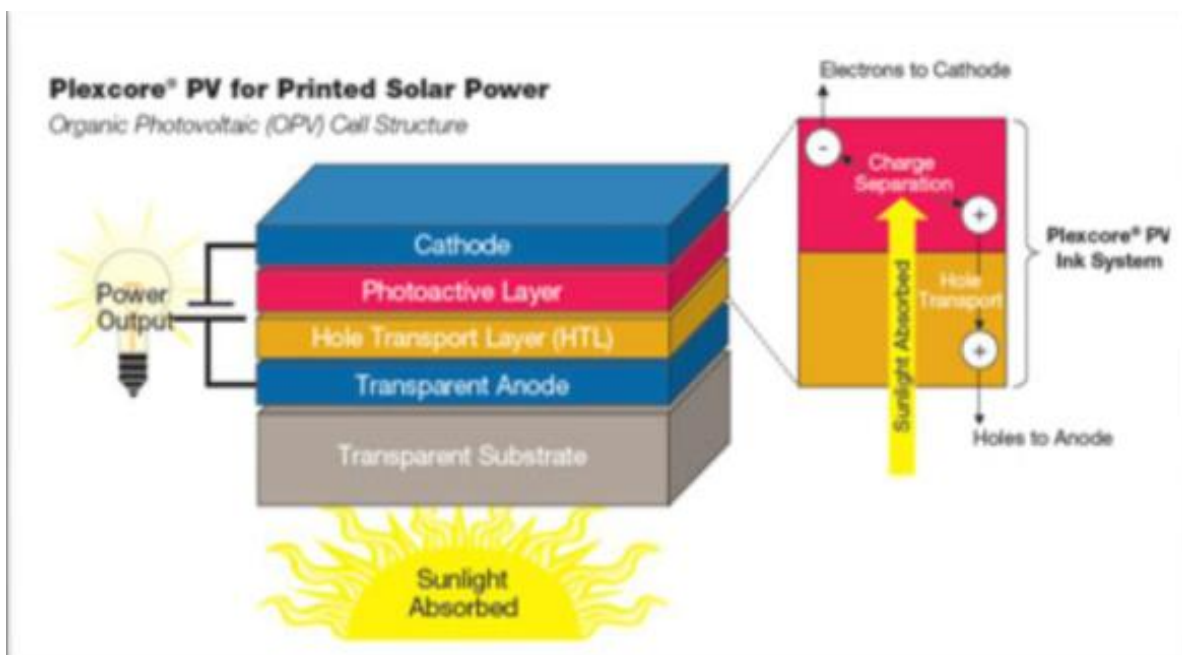 Plexcore® PV for Printed Solar Power
Organic Photovoltaic (OPV) Cell Structure
Cathode
Photoactive Layer
Hole Transport Layer (HTL)
Transparent Anode
Transparent Substrate
Power
Output
Sunlight
Absorbed
Electrons to Cathode
-
Charge
Separation
+
Hole
Transport
+
Sunlight Absorbed
Holes to Anode
Plexcore® PV
Ink System